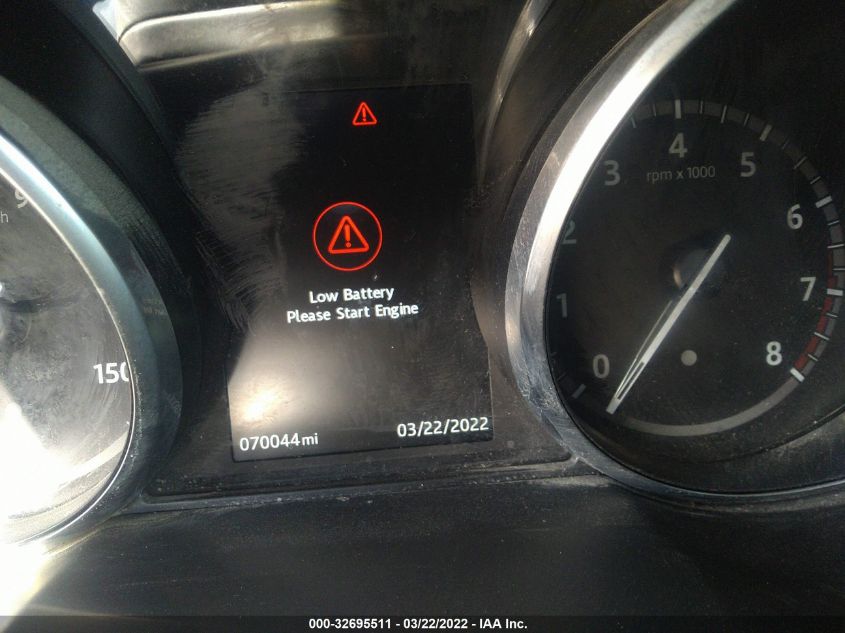 Low Battery
Please Start Engine
070044mi
03/22/2022
150
0
1
2
3
4
5
6
7
8
rpm x 1000
000-32695511 - 03/22/2022 - IAA Inc.